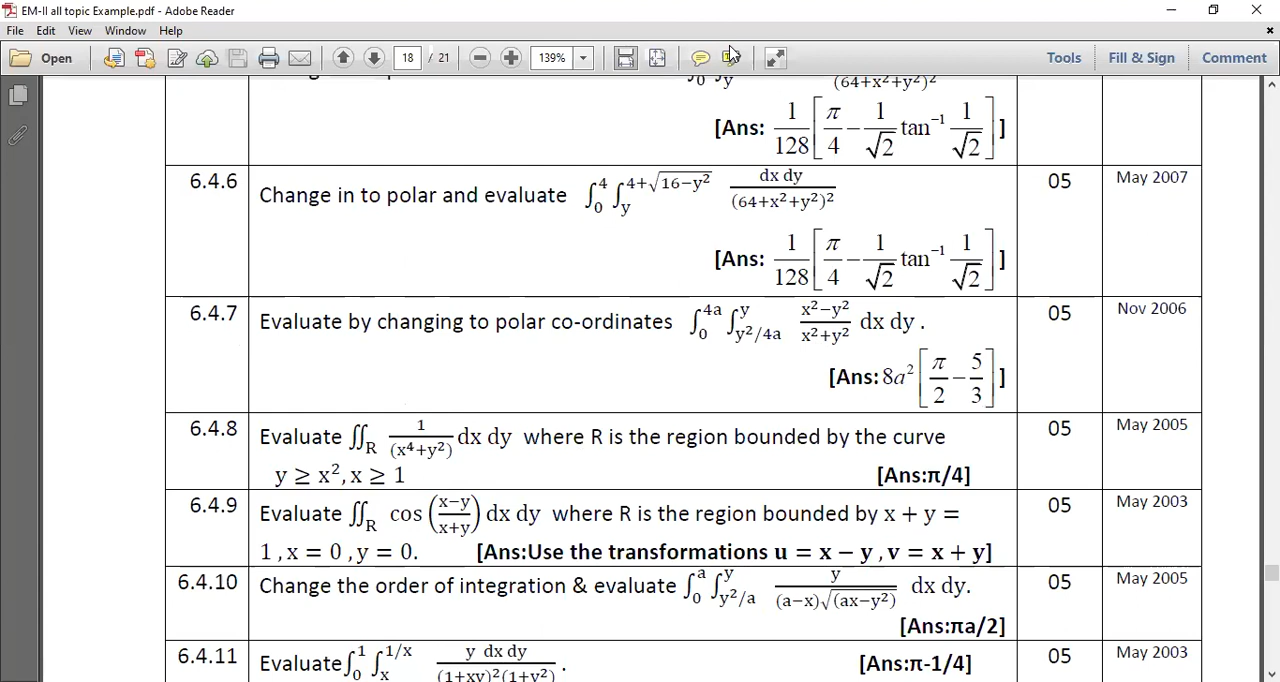 EM-II all topic Example.pdf - Adobe Reader
File Edit View Window Help
Open 18 / 21 139% Tools Fill & Sign Comment
∫₀ ∫y (64+x²+y²)²
[Ans: 1/128 [π/4 − 1/√2 tan⁻¹ 1/√2 ] ]
6.4.6 Change in to polar and evaluate ∫₀⁴ ∫y^(4+√(16−y²)) dx dy/(64+x²+y²)² 05 May 2007
[Ans: 1/128 [π/4 − 1/√2 tan⁻¹ 1/√2 ] ]
6.4.7 Evaluate by changing to polar co-ordinates ∫₀^4a ∫_(y²/4a)^y (x²−y²)/(x²+y²) dx dy . 05 Nov 2006
[Ans: 8a² [π/2 − 5/3] ]
6.4.8 Evaluate ∬R 1/(x⁴+y²) dx dy where R is the region bounded by the curve 05 May 2005
y ≥ x², x ≥ 1 [Ans:π/4]
6.4.9 Evaluate ∬R cos (x−y/x+y) dx dy where R is the region bounded by x + y = 05 May 2003
1 , x = 0 , y = 0. [Ans:Use the transformations u = x − y , v = x + y]
6.4.10 Change the order of integration & evaluate ∫₀^a ∫_(y²/a)^y y/((a−x)√(ax−y²)) dx dy. 05 May 2005
[Ans:πa/2]
6.4.11 Evaluate ∫₀¹ ∫x^(1/x) y dx dy/((1+xy)²(1+y²)) . [Ans:π-1/4] 05 May 2003